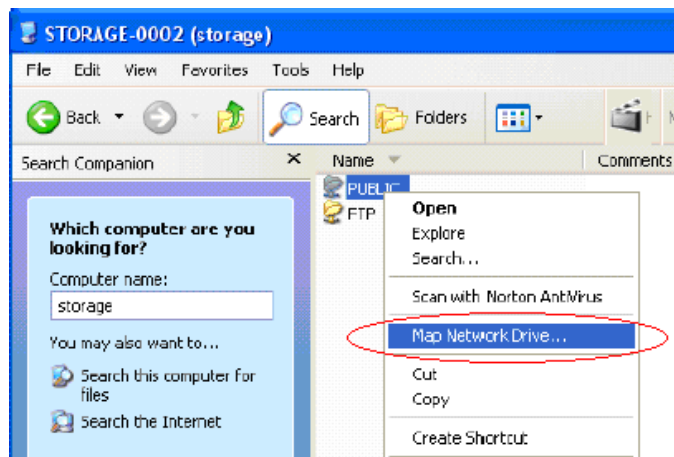 STORAGE-0002 (storage)
File Edit View Favorites Tools Help
Back Search Folders
Search Companion
Name Comments
Which computer are you
looking for?
Computer name:
storage
You may also want to...
Search this computer for
files
Search the Internet
PUBLIC
FTP
Open
Explore
Search...
Scan with Norton AntiVirus
Map Network Drive...
Cut
Copy
Create Shortcut